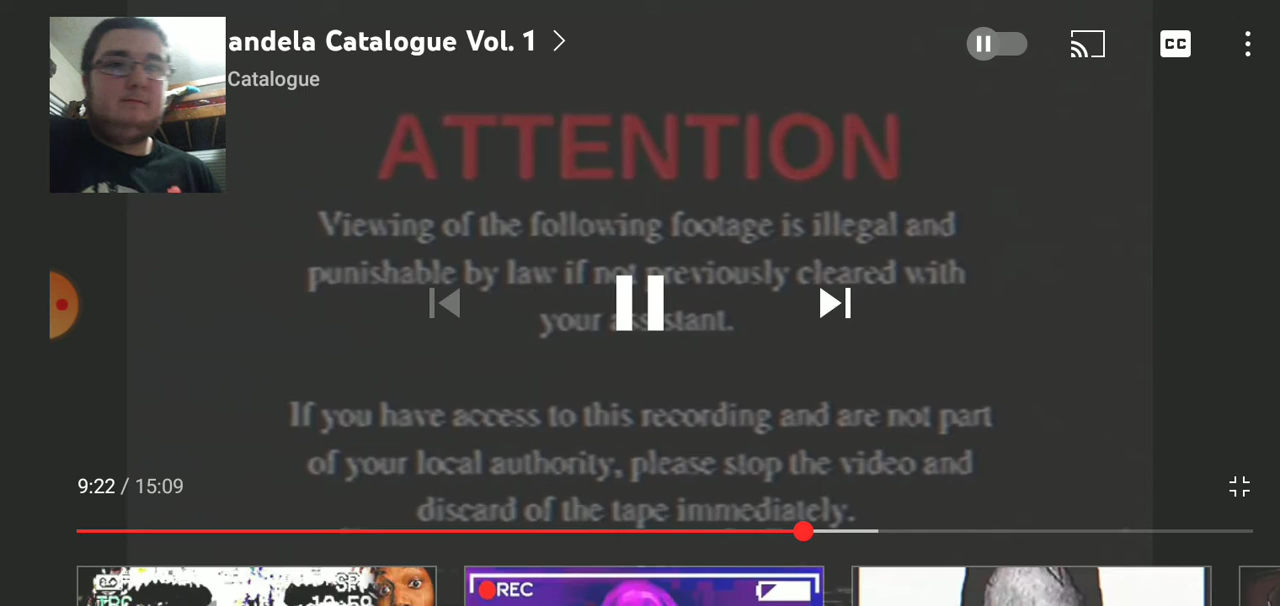 andela Catalogue Vol. 1
CC
Catalogue
ATTENTION
Viewing of the following footage is illegal and
punishable by law if not previously cleared with
your assistant.
If you have access to this recording and are not part
of your local authority, please stop the video and
discard of the tape immediately.
9:22 / 15:09
SP
REC